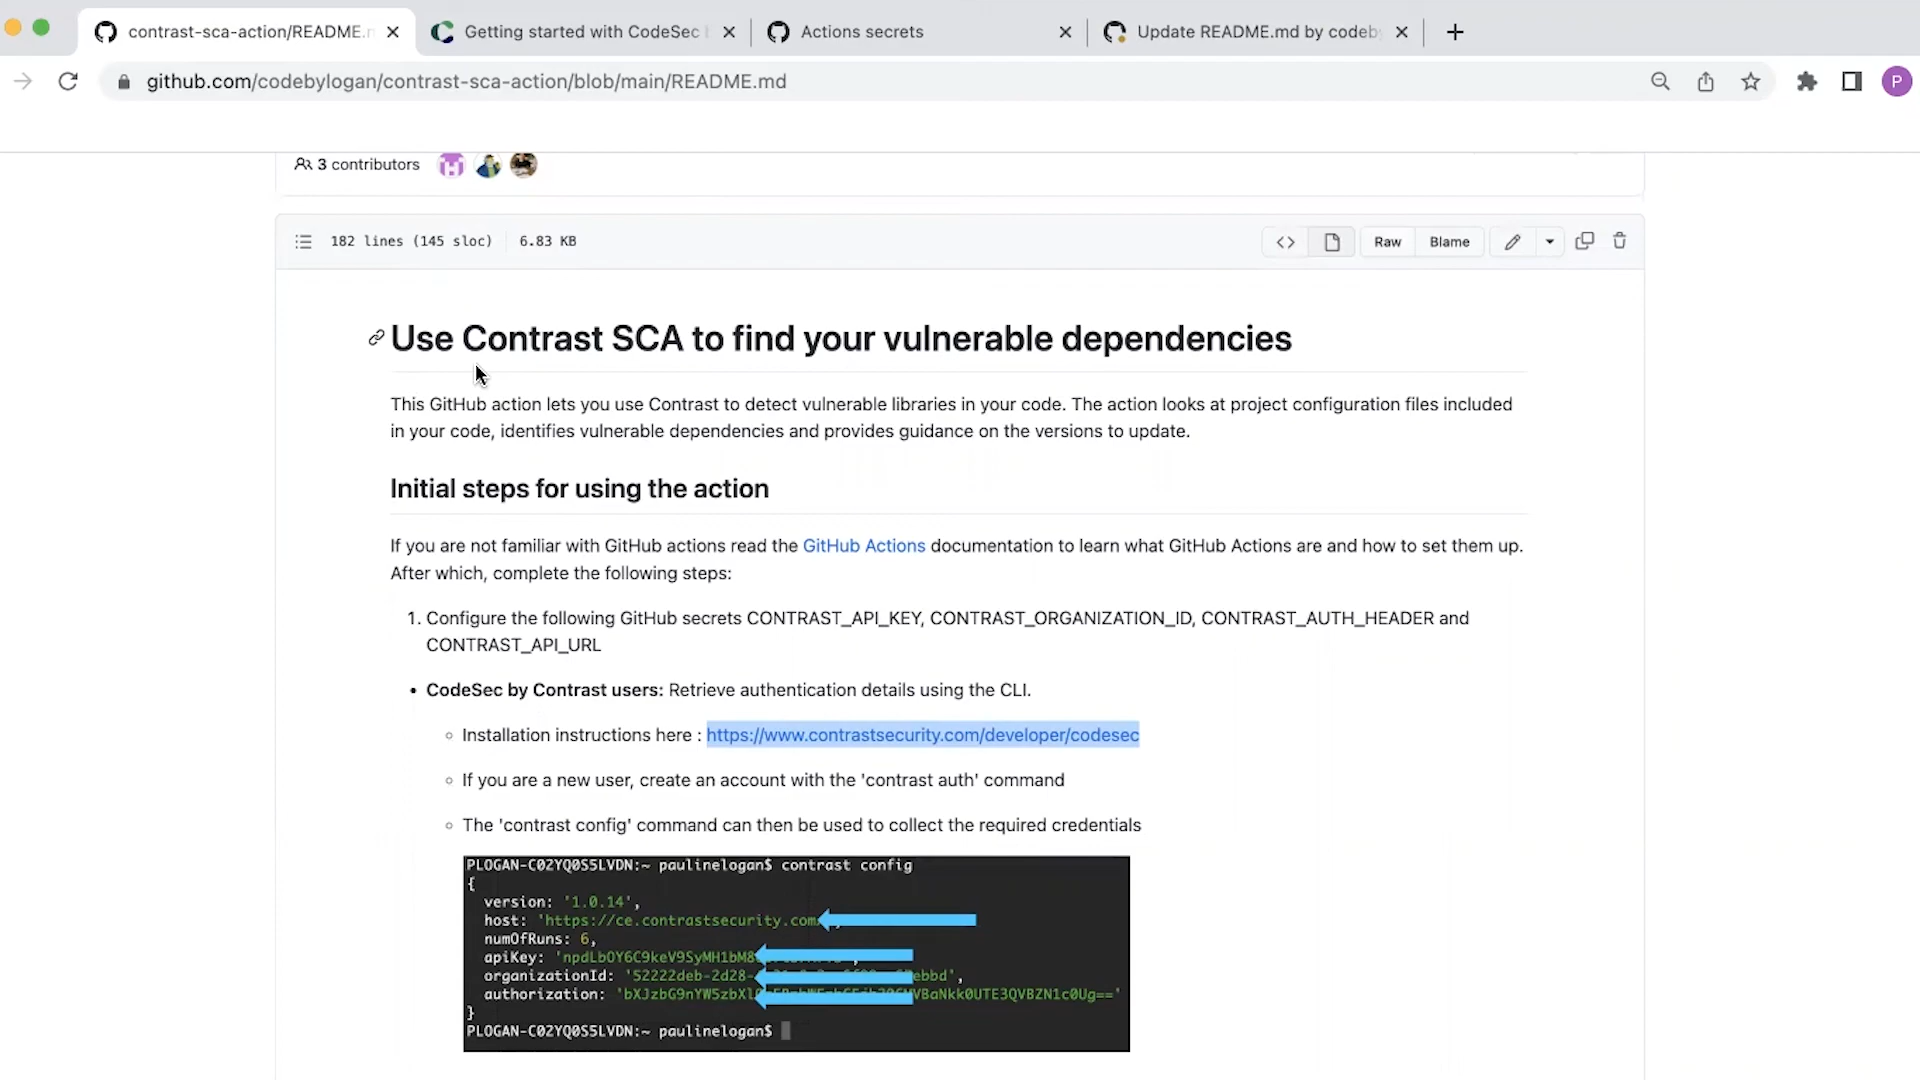 contrast-sca-action/README.
Getting started with CodeSec
Actions secrets
Update README.md by codeb
github.com/codebylogan/contrast-sca-action/blob/main/README.md
P
3 contributors
182 lines (145 sloc) 6.83 KB
Raw Blame
Use Contrast SCA to find your vulnerable dependencies
This GitHub action lets you use Contrast to detect vulnerable libraries in your code. The action looks at project configuration files included
in your code, identifies vulnerable dependencies and provides guidance on the versions to update.
Initial steps for using the action
If you are not familiar with GitHub actions read the GitHub Actions documentation to learn what GitHub Actions are and how to set them up.
After which, complete the following steps:
1. Configure the following GitHub secrets CONTRAST_API_KEY, CONTRAST_ORGANIZATION_ID, CONTRAST_AUTH_HEADER and
CONTRAST_API_URL
• CodeSec by Contrast users: Retrieve authentication details using the CLI.
◦ Installation instructions here : https://www.contrastsecurity.com/developer/codesec
◦ If you are a new user, create an account with the 'contrast auth' command
◦ The 'contrast config' command can then be used to collect the required credentials
PLOGAN-C02YQ0S5LVDN:~ paulinelogan$ contrast config
{
version: '1.0.14',
host: 'https://ce.contrastsecurity.com
numOfRuns: 6,
apiKey:
organizationId: '52222deb-2d28-
authorization:
}
PLOGAN-C02YQ0S5LVDN:~ paulinelogan$